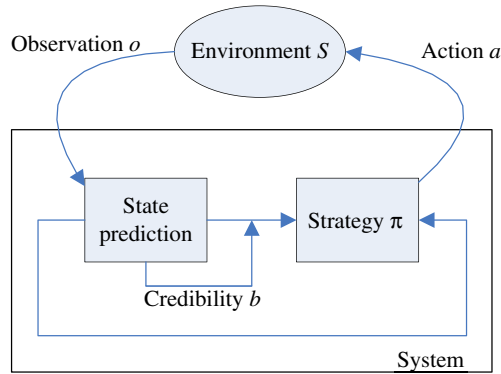 Observation o
Environment S
Action a
State
prediction
Strategy π
Credibility b
System